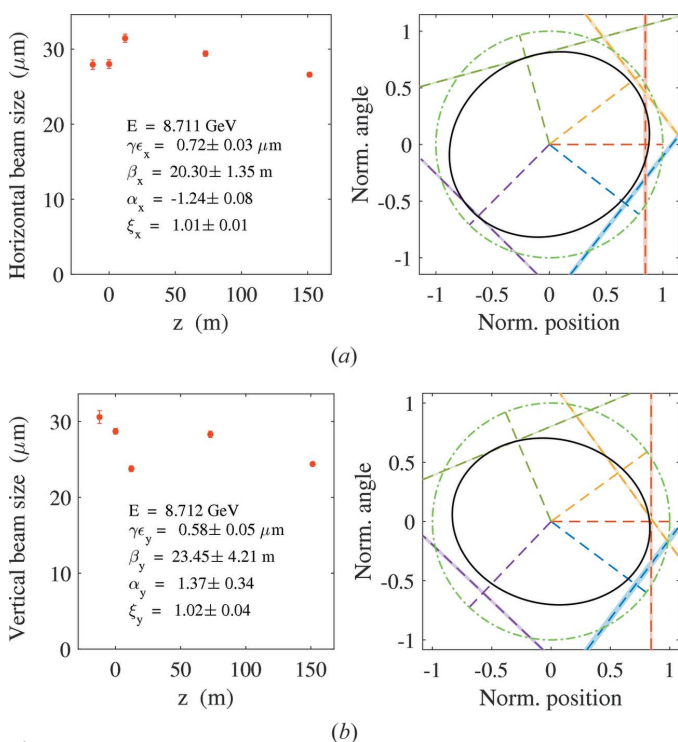 Horizontal beam size (μm)
30
20
10
0
E = 8.711 GeV
γϵx = 0.72± 0.03 μm
βx = 20.30± 1.35 m
αx = -1.24± 0.08
ξx = 1.01± 0.01
0 50 100 150
z (m)
Norm. angle
1
0.5
0
-0.5
-1
-1 -0.5 0 0.5 1
Norm. position
(a)
Vertical beam size (μm)
30
20
10
0
E = 8.712 GeV
γϵy = 0.58± 0.05 μm
βy = 23.45± 4.21 m
αy = 1.37± 0.34
ξy = 1.02± 0.04
0 50 100 150
z (m)
Norm. angle
1
0.5
0
-0.5
-1
-1 -0.5 0 0.5 1
Norm. position
(b)